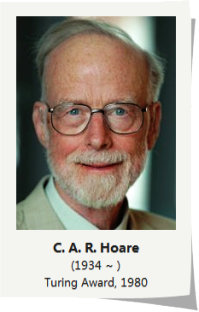 C. A. R. Hoare
(1934 ~ )
Turing Award, 1980